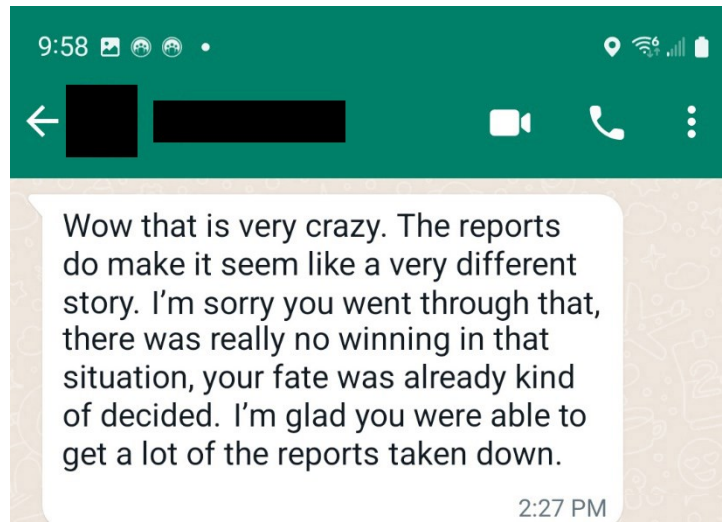 9:58
Wow that is very crazy. The reports
do make it seem like a very different
story. I'm sorry you went through that,
there was really no winning in that
situation, your fate was already kind
of decided. I'm glad you were able to
get a lot of the reports taken down.
2:27 PM